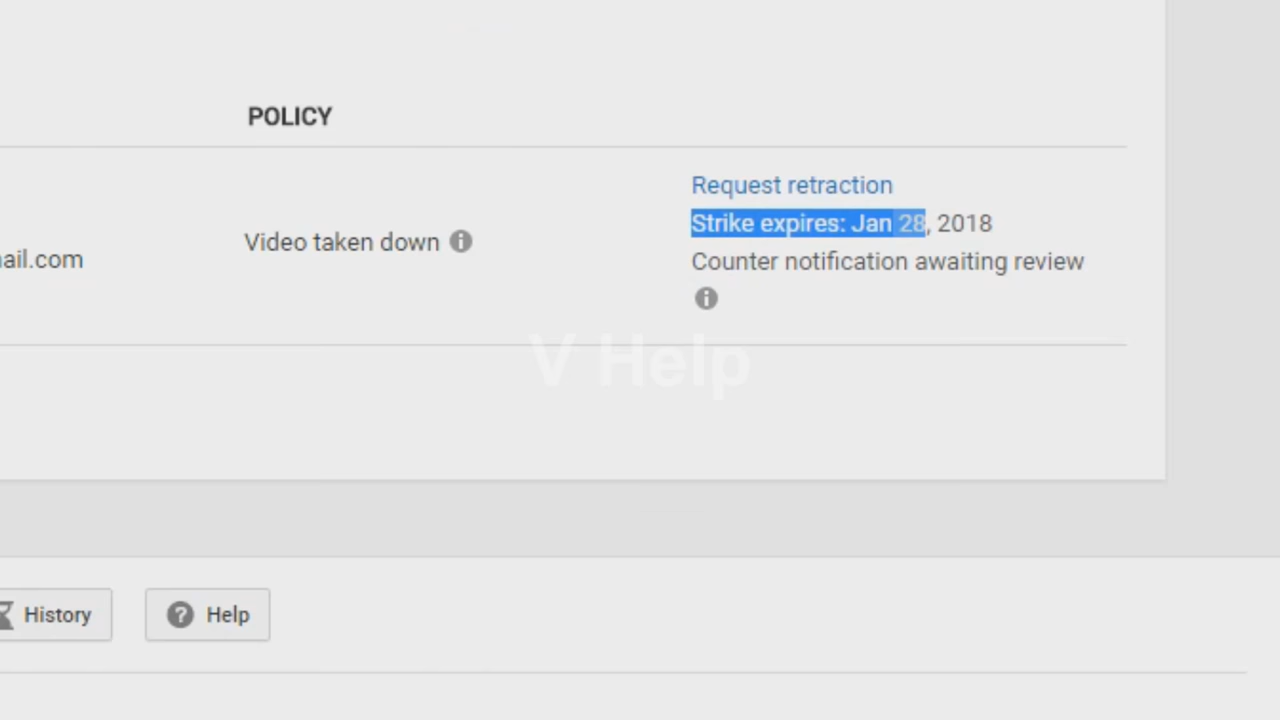 POLICY
Request retraction
Strike expires: Jan 28, 2018
Video taken down
ail.com
Counter notification awaiting review
V Help
History
Help